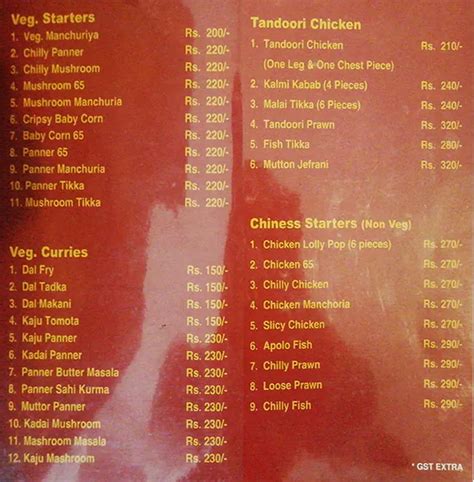 Veg. Starters
1. Veg. Manchuriya Rs. 200/-
2. Chilly Panner Rs. 220/-
3. Chilly Mushroom Rs. 220/-
4. Mushroom 65 Rs. 220/-
5. Mushroom Manchuria Rs. 220/-
6. Cripsy Baby Corn Rs. 220/-
7. Baby Corn 65 Rs. 220/-
8. Panner 65 Rs. 220/-
9. Panner Manchuria Rs. 220/-
10. Panner Tikka Rs. 220/-
11. Mushroom Tikka Rs. 220/-
Veg. Curries
1. Dal Fry Rs. 150/-
2. Dal Tadka Rs. 150/-
3. Dal Makani Rs. 150/-
4. Kaju Tomota Rs. 150/-
5. Kaju Panner Rs. 230/-
6. Kadai Panner Rs. 230/-
7. Panner Butter Masala Rs. 230/-
8. Panner Sahi Kurma Rs. 230/-
9. Muttor Panner Rs. 230/-
10. Kadai Mushroom Rs. 230/-
11. Mashroom Masala Rs. 230/-
12. Kaju Mashroom Rs. 230/-
Tandoori Chicken
1. Tandoori Chicken Rs. 210/-
(One Leg & One Chest Piece)
2. Kalmi Kabab (4 Pieces) Rs. 240/-
3. Malai Tikka (6 Pieces) Rs. 240/-
4. Tandoori Prawn Rs. 320/-
5. Fish Tikka Rs. 280/-
6. Mutton Jefrani Rs. 320/-
Chiness Starters (Non Veg)
1. Chicken Lolly Pop (6 pieces) Rs. 270/-
2. Chicken 65 Rs. 270/-
3. Chilly Chicken Rs. 270/-
4. Chicken Manchoria Rs. 270/-
5. Slicy Chicken Rs. 270/-
6. Apolo Fish Rs. 290/-
7. Chilly Prawn Rs. 290/-
8. Loose Prawn Rs. 290/-
9. Chilly Fish Rs. 290/-
* GST EXTRA